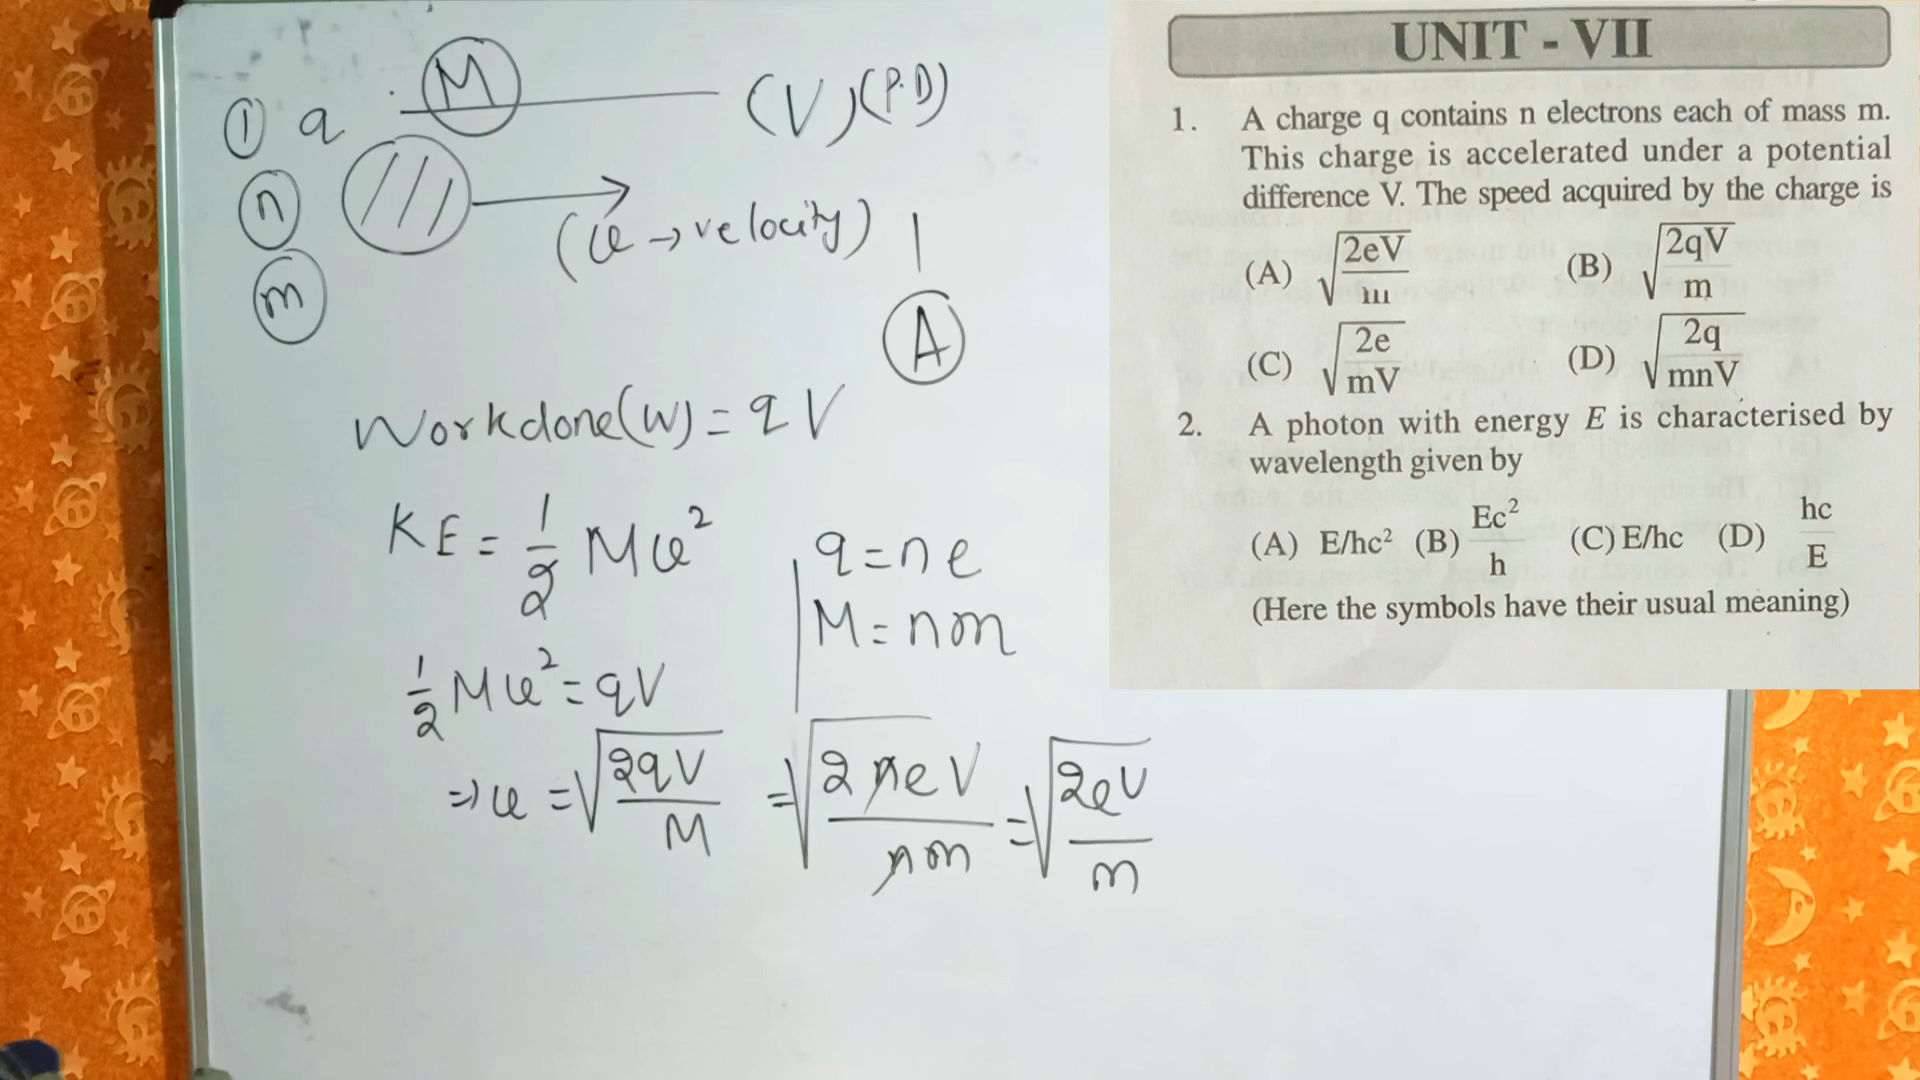 ① q Ⓜ (V)(P.D)
ⓝ (v → velocity)
ⓜ
Ⓐ
Workdone(W) = qV
KE = 1/2 Mv²
q = ne
M = nm
1/2 Mv² = qV
⇒ v = √(2qV/M) = √(2neV/nm) = √(2eV/m)
UNIT - VII
1. A charge q contains n electrons each of mass m.
This charge is accelerated under a potential
difference V. The speed acquired by the charge is
(A) √(2eV/m) (B) √(2qV/m)
(C) √(2e/mV) (D) √(2q/mnV)
2. A photon with energy E is characterised by
wavelength given by
(A) E/hc² (B) Ec²/h (C) E/hc (D) hc/E
(Here the symbols have their usual meaning)